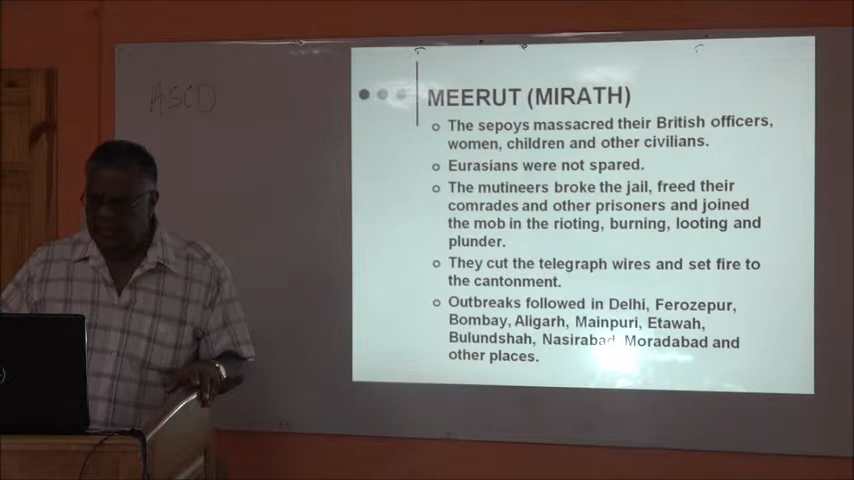 ASCD
MEERUT (MIRATH)
The sepoys massacred their British officers,
women, children and other civilians.
Eurasians were not spared.
The mutineers broke the jail, freed their
comrades and other prisoners and joined
the mob in the rioting, burning, looting and
plunder.
They cut the telegraph wires and set fire to
the cantonment.
Outbreaks followed in Delhi, Ferozepur,
Bombay, Aligarh, Mainpuri, Etawah,
Bulundshah, Nasirabad, Moradabad and
other places.